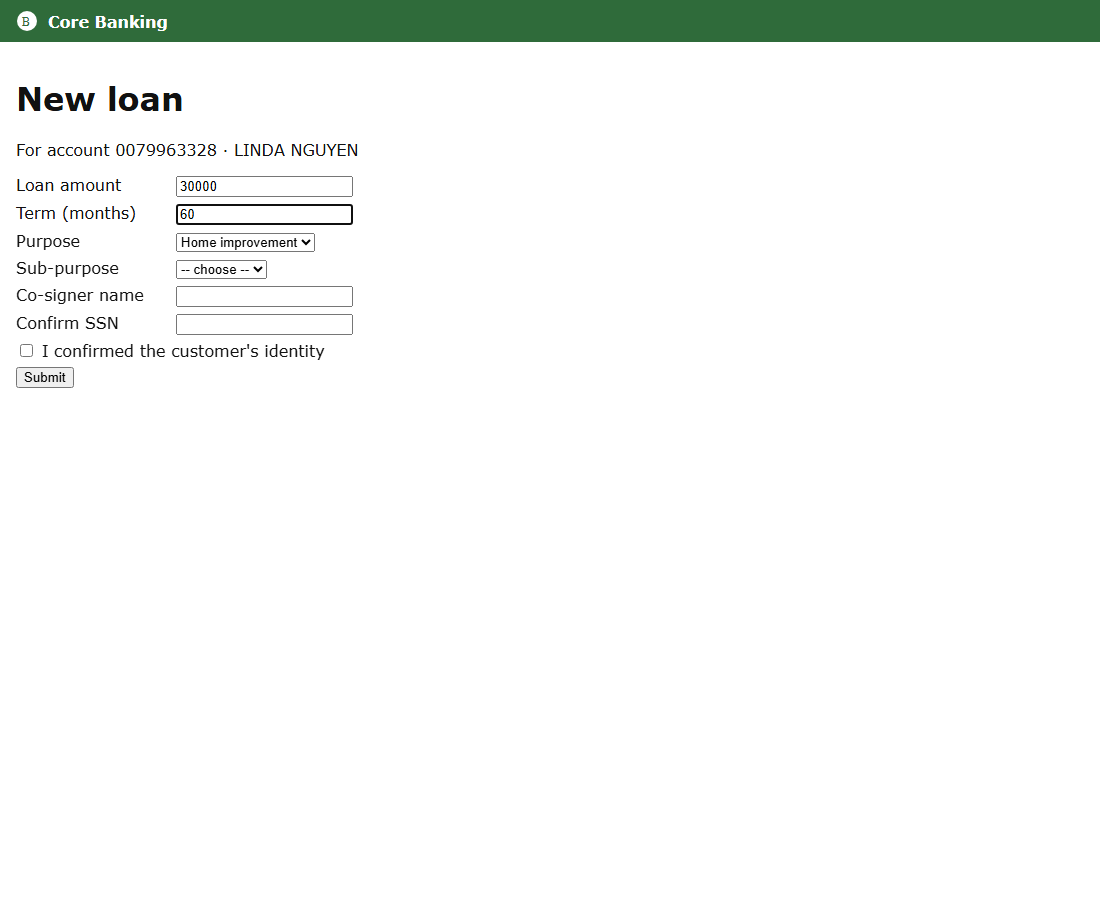 B Core Banking
New loan
For account 0079963328 · LINDA NGUYEN
Loan amount 30000
Term (months) 60
Purpose Home improvement
Sub-purpose -- choose --
Co-signer name
Confirm SSN
I confirmed the customer's identity
Submit